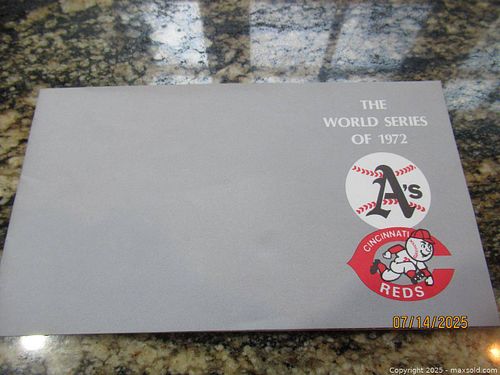 THE
WORLD SERIES
OF 1972
A's
CINCINNATI
REDS
07/14/2025
Copyright 2025 - maxsold.com